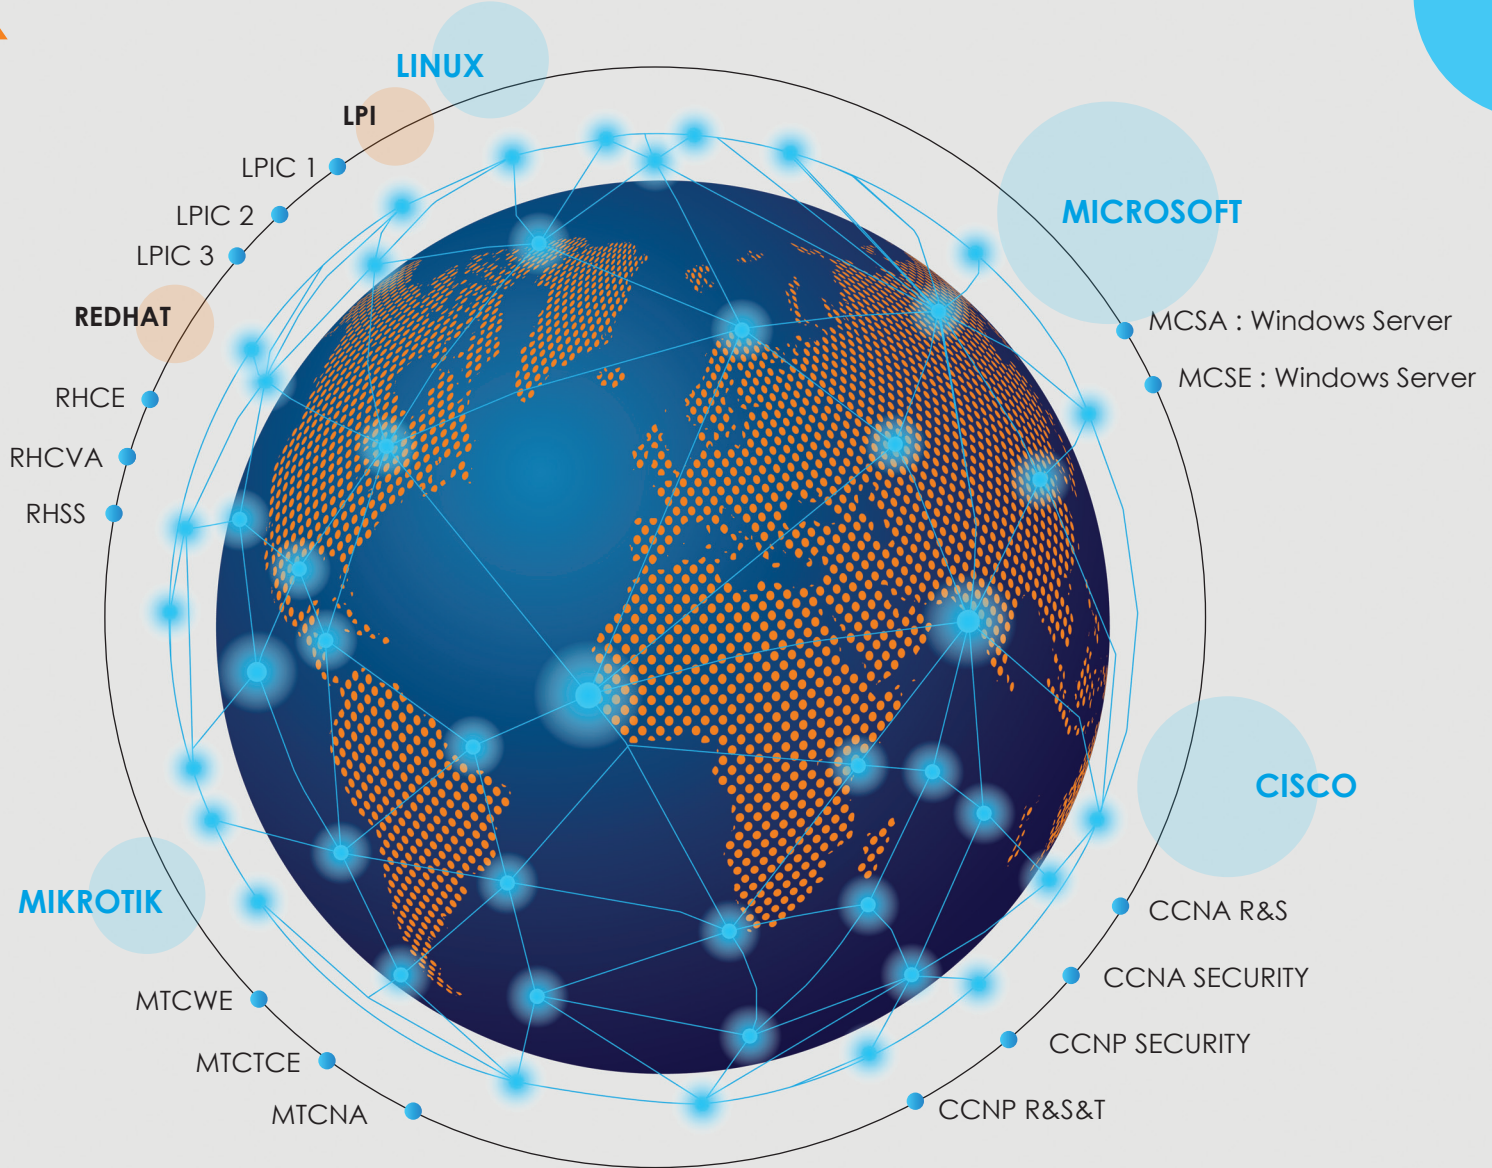 LINUX
LPI
LPIC 1
LPIC 2
LPIC 3
REDHAT
RHCE
RHCVA
RHSS
MICROSOFT
MCSA : Windows Server
MCSE : Windows Server
CISCO
CCNA R&S
CCNA SECURITY
CCNP SECURITY
CCNP R&S&T
MIKROTIK
MTCWE
MTCTCE
MTCNA